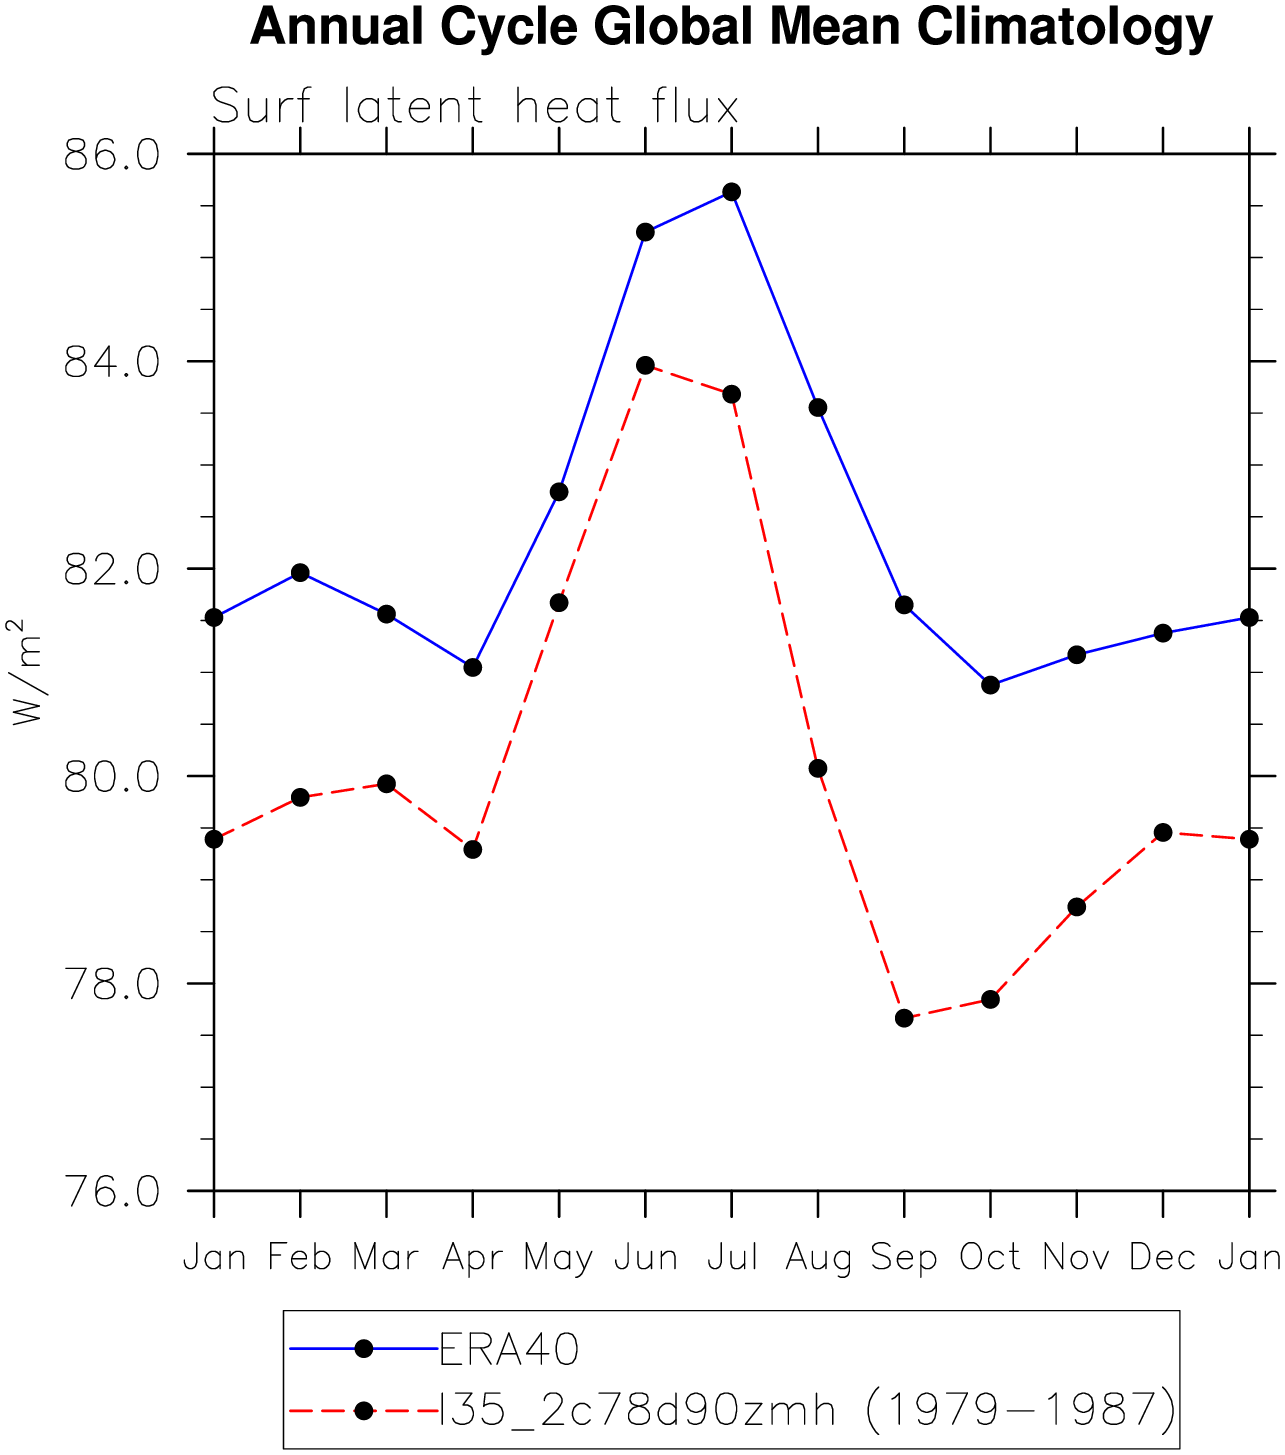 Annual Cycle Global Mean Climatology
Surf latent heat flux
86.0
84.0
82.0
80.0
78.0
76.0
W/m²
Jan Feb Mar Apr May Jun Jul Aug Sep Oct Nov Dec Jan
ERA40
I35_2c78d90zmh (1979-1987)